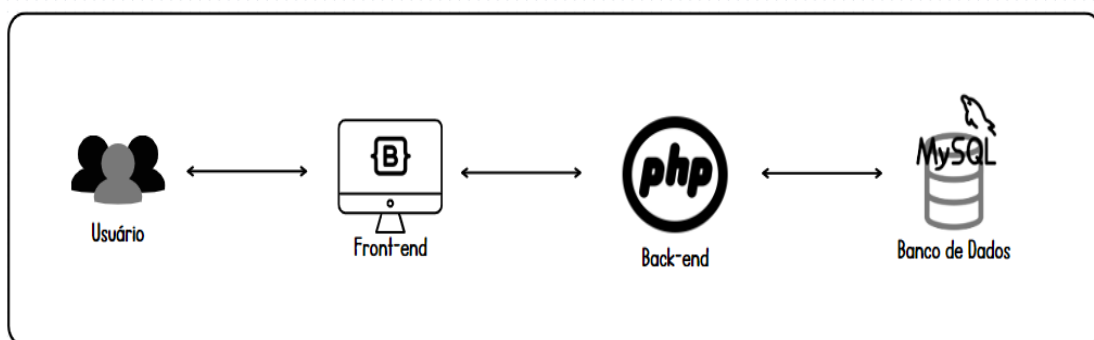 {B}
php
MySQL
Usuário
Front-end
Back-end
Banco de Dados